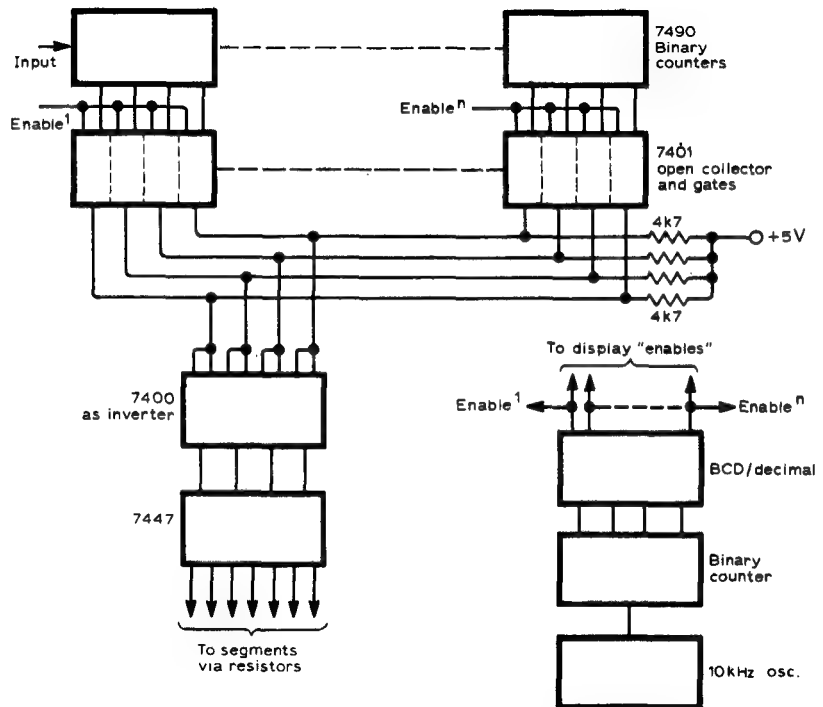 Input
7490
Binary
counters
Enable¹
Enableⁿ
7401
open collector
and gates
4k7
+5V
4k7
To display "enables"
7400
as inverter
Enable¹
Enableⁿ
BCD/decimal
7447
Binary
counter
To segments
via resistors
10kHz osc.